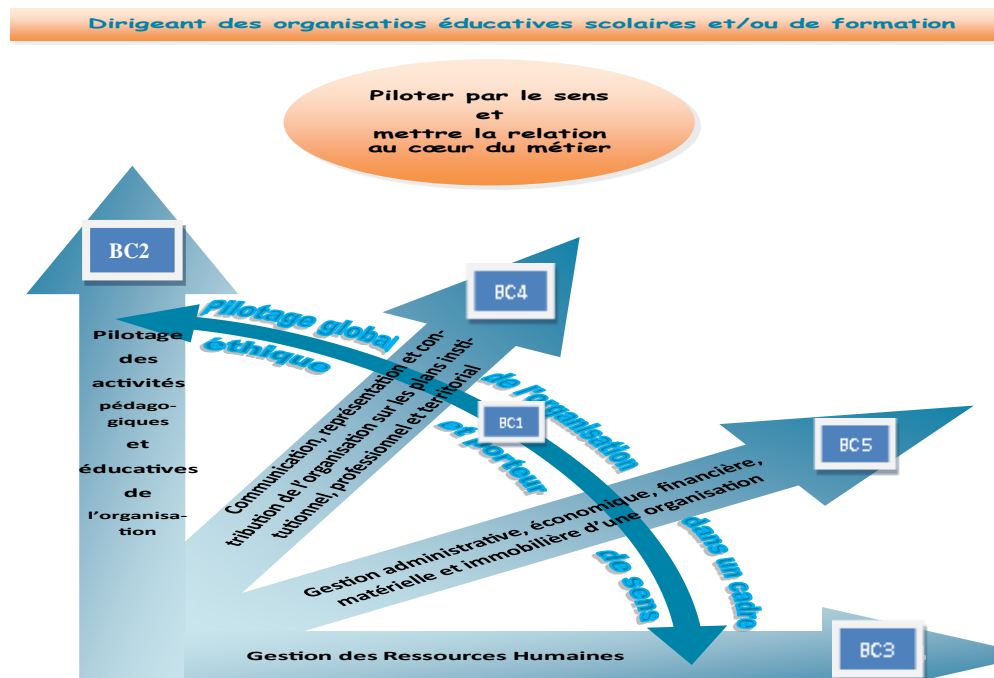 Dirigeant des organisatios éducatives scolaires et/ou de formation
Piloter par le sens
et
mettre la relation
au cœur du métier
BC2
Pilotage
des
activités
pédago-
giques
et
éducatives
de
l'organisa-
tion
BC4
Communication, représentation et con-
tribution de l'organisation sur les plans insti-
tutionnel, professionnel et territorial
Pilotage global de l'organisation dans un cadre
éthique et porteur de sens
BC1
BC5
Gestion administrative, économique, financière,
matérielle et immobilière d'une organisation
Gestion des Ressources Humaines
BC3